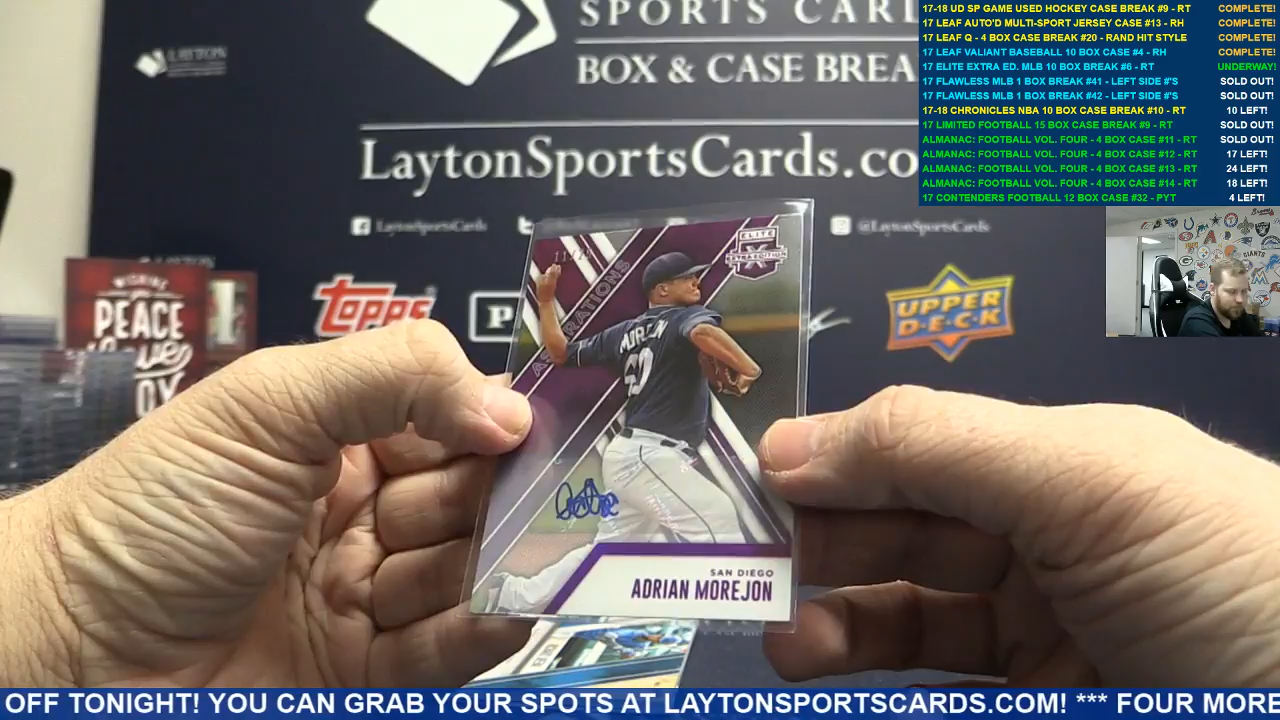 SPORTS CAR
BOX & CASE BREA
LAYTON
LaytonSportsCards.co
LaytonSportsCards
@LaytonSportsCards
17-18 UD SP GAME USED HOCKEY CASE BREAK #9 - RT COMPLETE!
17 LEAF AUTO'D MULTI-SPORT JERSEY CASE #13 - RH COMPLETE!
17 LEAF Q - 4 BOX CASE BREAK #20 - RAND HIT STYLE COMPLETE!
17 LEAF VALIANT BASEBALL 10 BOX CASE #4 - RH COMPLETE!
17 ELITE EXTRA ED. MLB 10 BOX BREAK #6 - RT UNDERWAY!
17 FLAWLESS MLB 1 BOX BREAK #41 - LEFT SIDE #'S SOLD OUT!
17 FLAWLESS MLB 1 BOX BREAK #42 - LEFT SIDE #'S SOLD OUT!
17-18 CHRONICLES NBA 10 BOX CASE BREAK #10 - RT 10 LEFT!
17 LIMITED FOOTBALL 15 BOX CASE BREAK #9 - RT SOLD OUT!
ALMANAC: FOOTBALL VOL. FOUR - 4 BOX CASE #11 - RT SOLD OUT!
ALMANAC: FOOTBALL VOL. FOUR - 4 BOX CASE #12 - RT 17 LEFT!
ALMANAC: FOOTBALL VOL. FOUR - 4 BOX CASE #13 - RT 24 LEFT!
ALMANAC: FOOTBALL VOL. FOUR - 4 BOX CASE #14 - RT 18 LEFT!
17 CONTENDERS FOOTBALL 12 BOX CASE #32 - PYT 4 LEFT!
PEACE
Love
topps
P
UPPER
DECK
ELITE
EXTRA EDITION
SAN DIEGO
ADRIAN MOREJON
OFF TONIGHT! YOU CAN GRAB YOUR SPOTS AT LAYTONSPORTSCARDS.COM! *** FOUR MORE